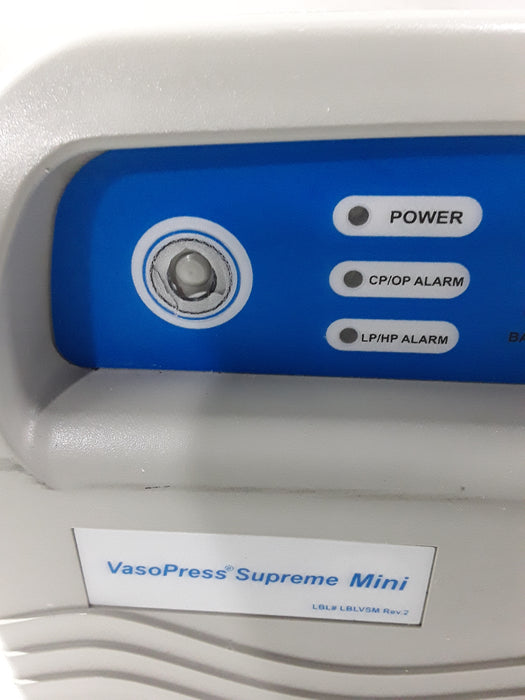 POWER
CP/OP ALARM
LP/HP ALARM
VasoPress® Supreme Mini
LBL# LBLVSM Rev.2